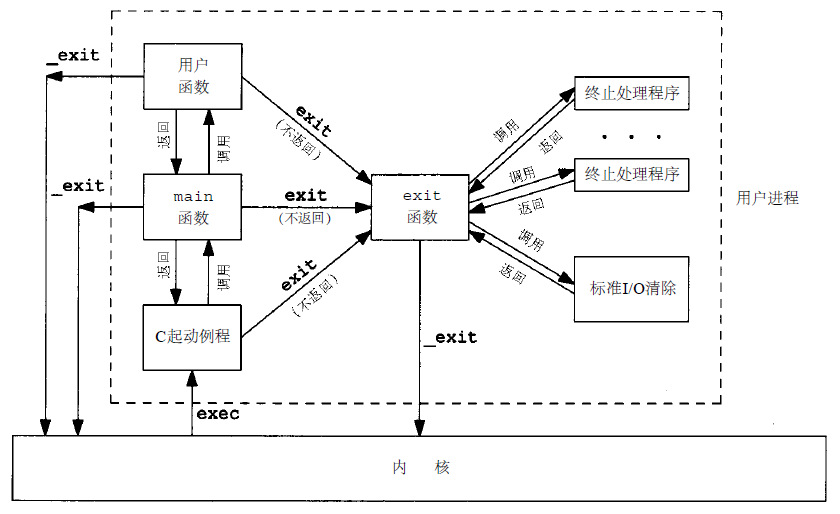 _exit
用户
函数
exit
(不返回)
返回
调用
终止处理程序
调用
返回
. . .
_exit
main
函数
exit
(不返回)
exit
函数
调用
返回
终止处理程序
用户进程
返回
调用
exit
(不返回)
调用
返回
标准I/O清除
C起动例程
_exit
exec
内 核